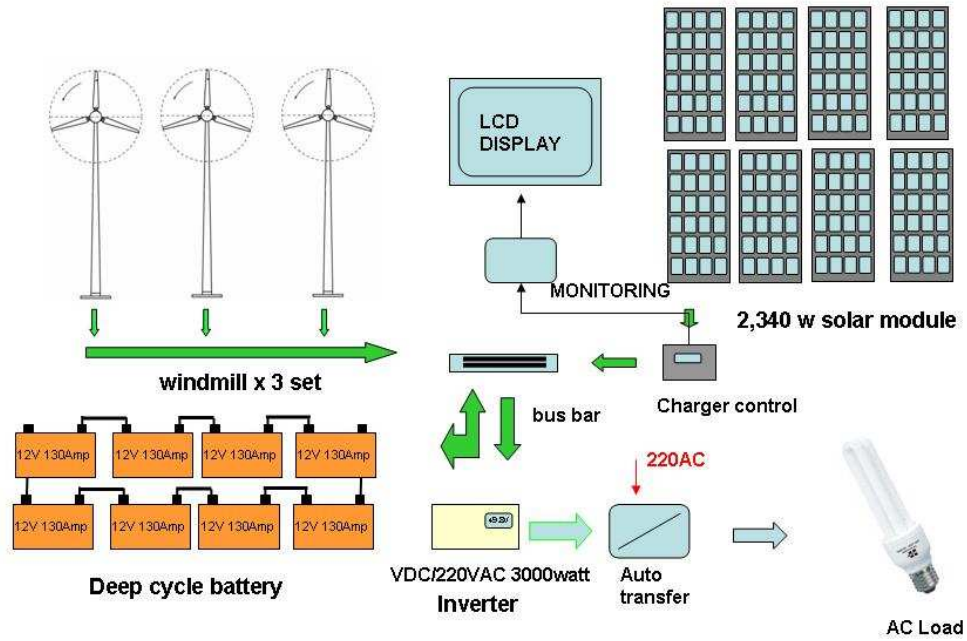 LCD
DISPLAY
MONITORING
2,340 w solar module
windmill x 3 set
bus bar
Charger control
12V 130Amp
12V 130Amp
12V 130Amp
12V 130Amp
220AC
12V 130Amp
12V 130Amp
12V 130Amp
12V 130Amp
Deep cycle battery
VDC/220VAC 3000watt
Inverter
Auto
transfer
AC Load